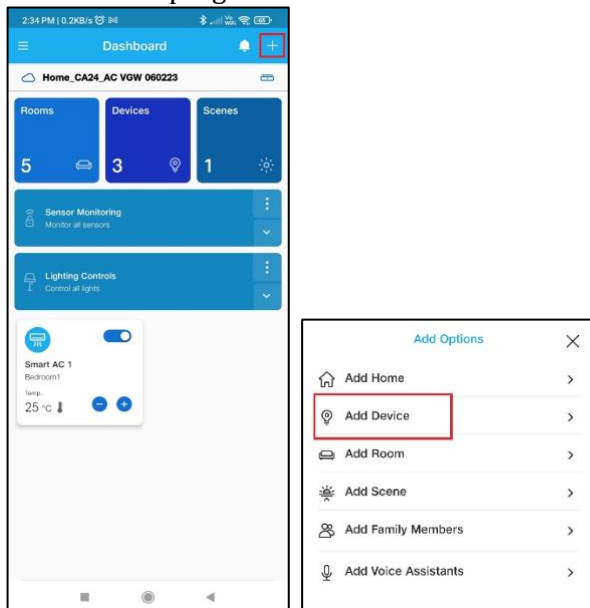 2:34 PM | 0.2KB/s
Dashboard
Home_CA24_AC VGW 060223
Rooms
Devices
Scenes
5
3
1
Sensor Monitoring
Monitor all sensors
Lighting Controls
Control all lights
Smart AC 1
Bedroom1
Temp.
25 °C
Add Options
Add Home
Add Device
Add Room
Add Scene
Add Family Members
Add Voice Assistants